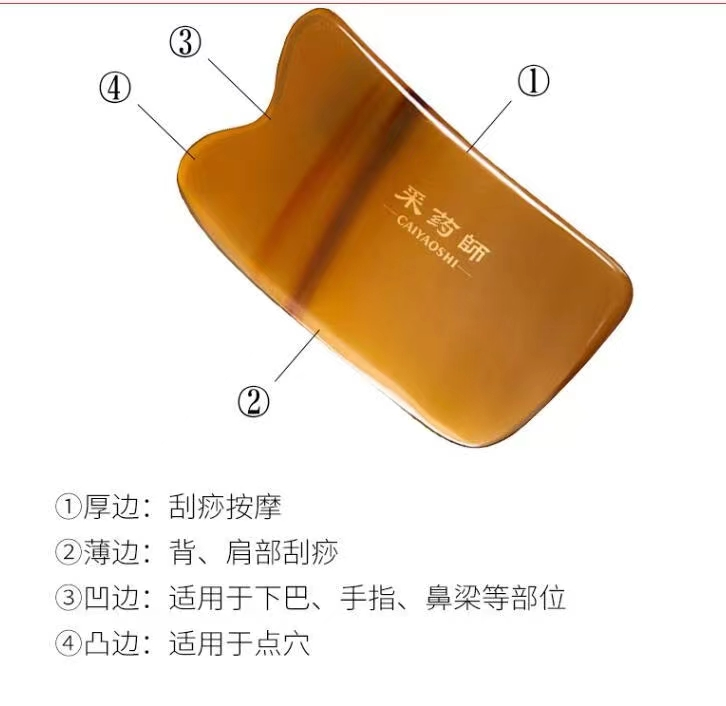 ③
④
①
采药師
CAIYAOSHI
②
①厚边：刮痧按摩
②薄边：背、肩部刮痧
③凹边：适用于下巴、手指、鼻梁等部位
④凸边：适用于点穴